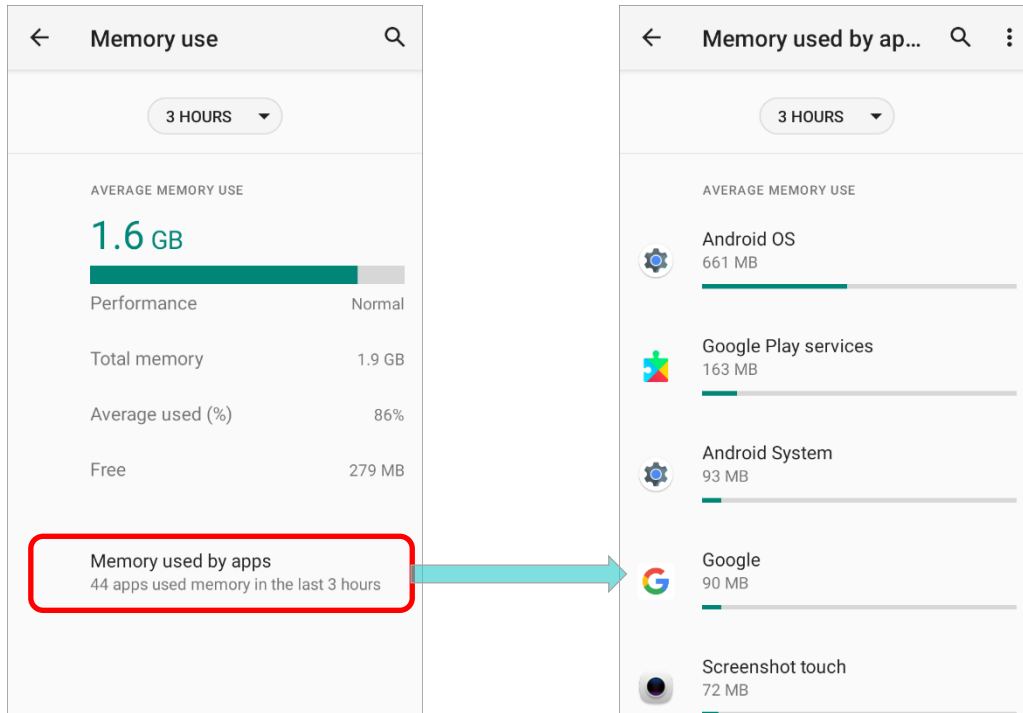 Memory use
3 HOURS
AVERAGE MEMORY USE
1.6 GB
Performance Normal
Total memory 1.9 GB
Average used (%) 86%
Free 279 MB
Memory used by apps
44 apps used memory in the last 3 hours
Memory used by ap...
3 HOURS
AVERAGE MEMORY USE
Android OS
661 MB
Google Play services
163 MB
Android System
93 MB
Google
90 MB
Screenshot touch
72 MB